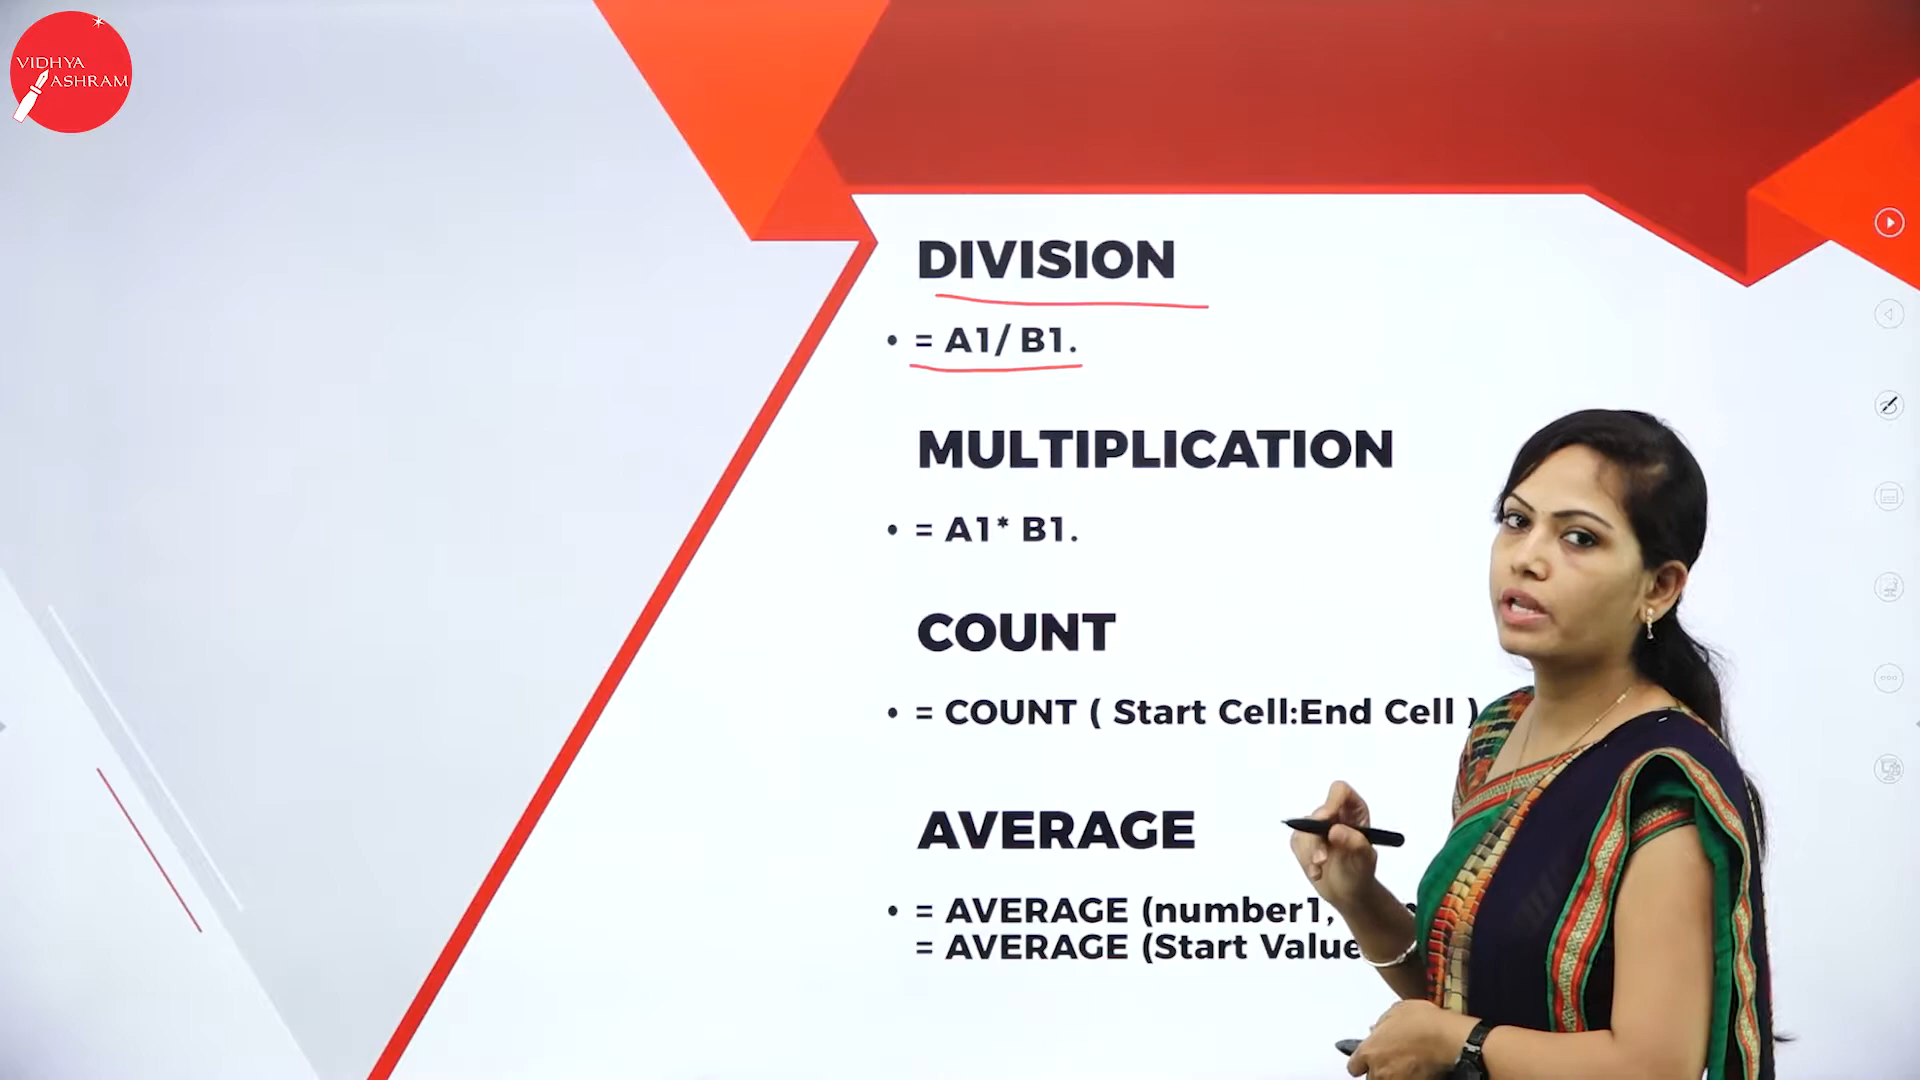 VIDHYA
ASHRAM
DIVISION
• = A1/ B1.
MULTIPLICATION
• = A1* B1.
COUNT
• = COUNT ( Start Cell:End Cell )
AVERAGE
• = AVERAGE (number1,
= AVERAGE (Start Value